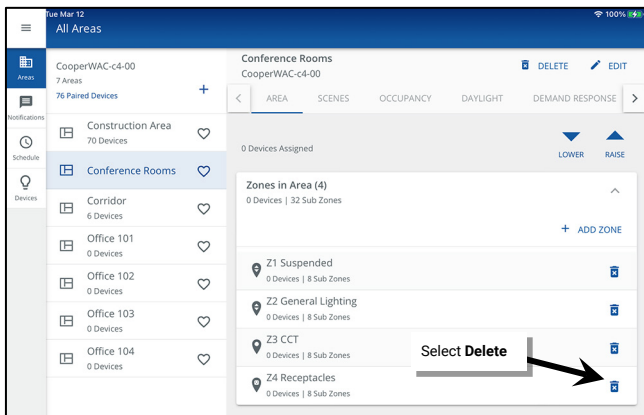 Tue Mar 12
100%
All Areas
Areas
Notifications
Schedule
Devices
CooperWAC-c4-00
7 Areas
76 Paired Devices
+
Construction Area
70 Devices
Conference Rooms
Corridor
6 Devices
Office 101
0 Devices
Office 102
0 Devices
Office 103
0 Devices
Office 104
0 Devices
Conference Rooms
CooperWAC-c4-00
DELETE
EDIT
< AREA SCENES OCCUPANCY DAYLIGHT DEMAND RESPONSE >
0 Devices Assigned
LOWER RAISE
Zones in Area (4)
0 Devices | 32 Sub Zones
+ ADD ZONE
Z1 Suspended
0 Devices | 8 Sub Zones
Z2 General Lighting
0 Devices | 8 Sub Zones
Z3 CCT
0 Devices | 8 Sub Zones
Select Delete
Z4 Receptacles
0 Devices | 8 Sub Zones